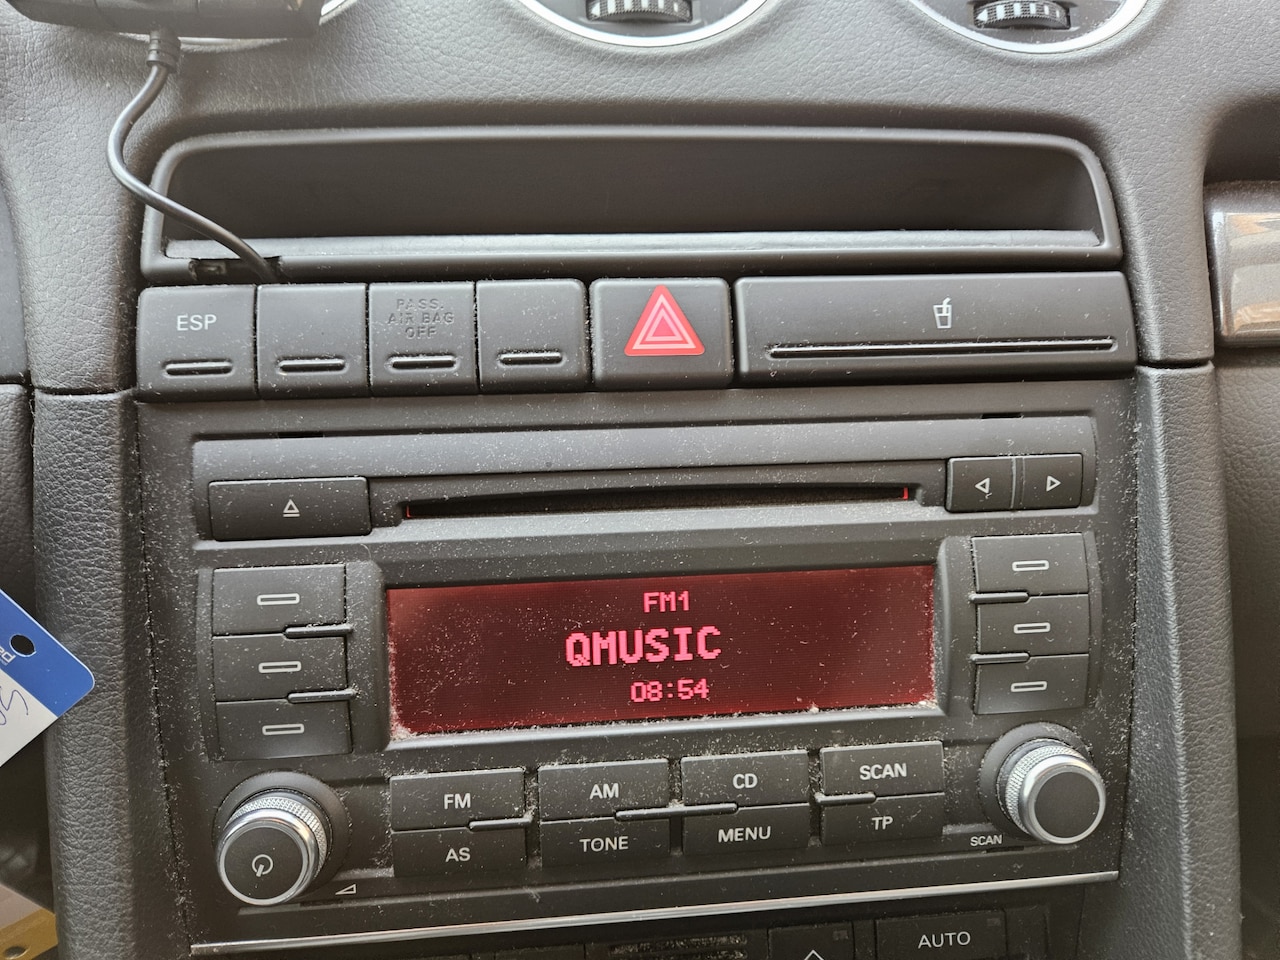 ESP
PASS.
AIR BAG
OFF
FM1
QMUSIC
08:54
FM
AM
CD
SCAN
AS
TONE
MENU
TP
SCAN
AUTO